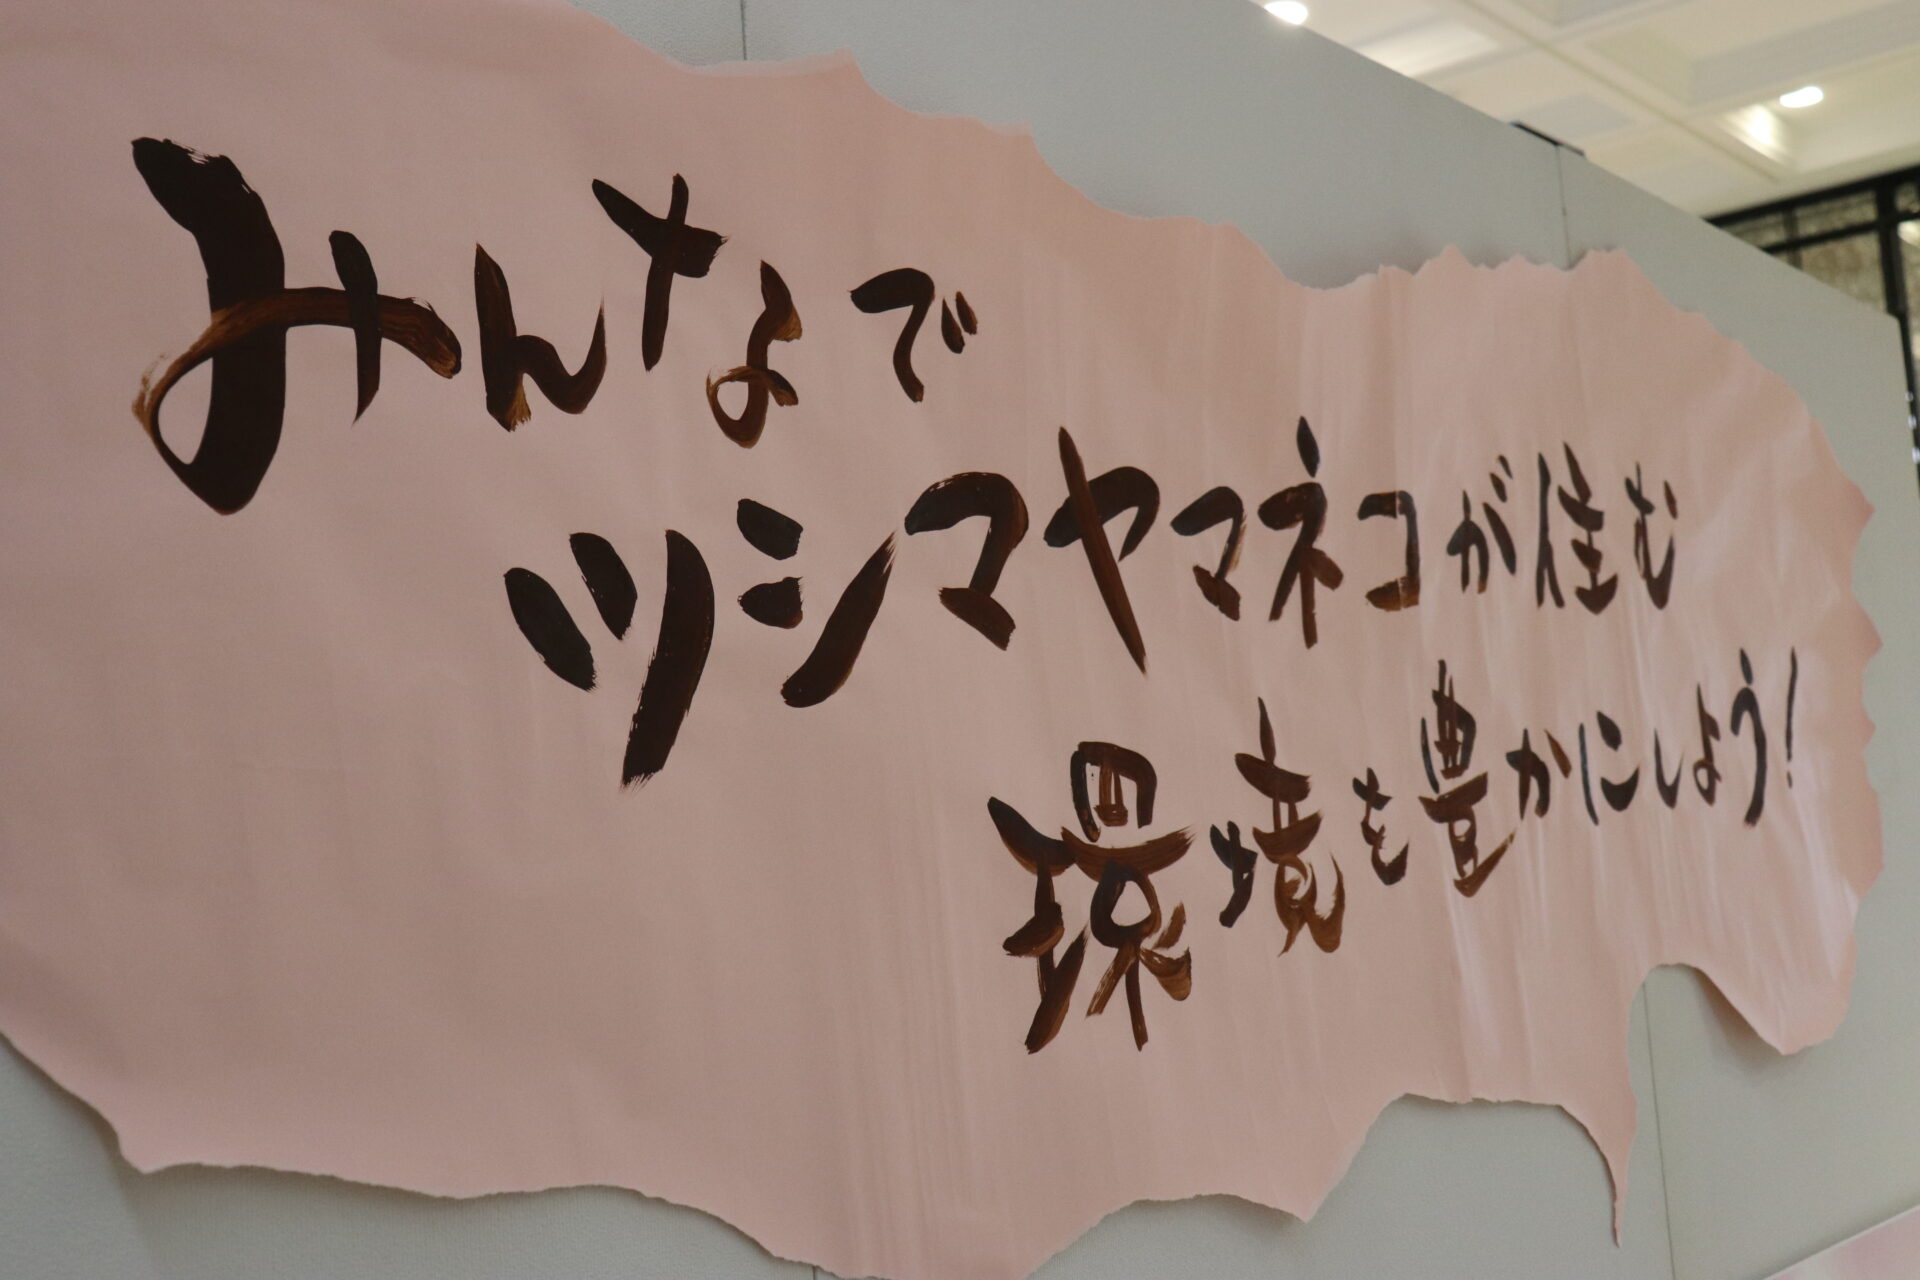 みんなで
ツシマヤマネコが住む
環境を豊かにしよう!